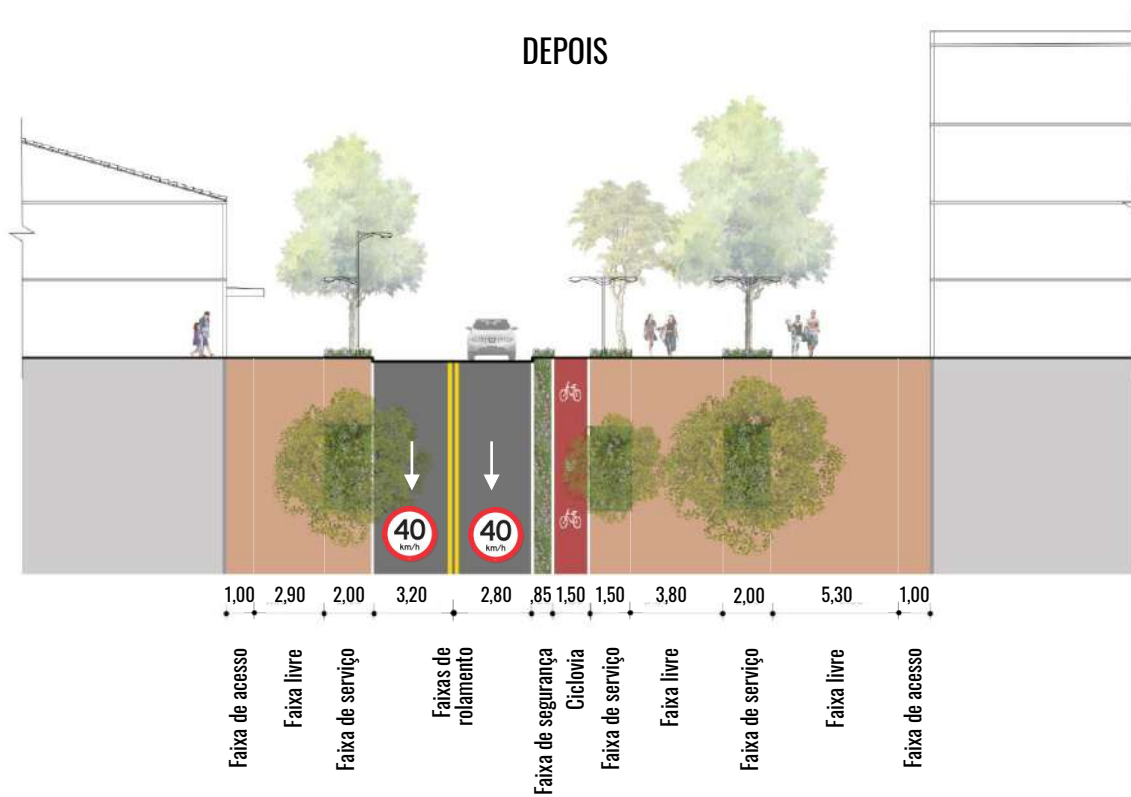 DEPOIS
40
km/h
40
km/h
1,00 2,90 2,00 3,20 2,80 ,85 1,50 1,50 3,80 2,00 5,30 1,00
Faixa de acesso
Faixa livre
Faixa de serviço
Faixas de
rolamento
Faixa de segurança
Ciclovia
Faixa de serviço
Faixa livre
Faixa de serviço
Faixa livre
Faixa de acesso